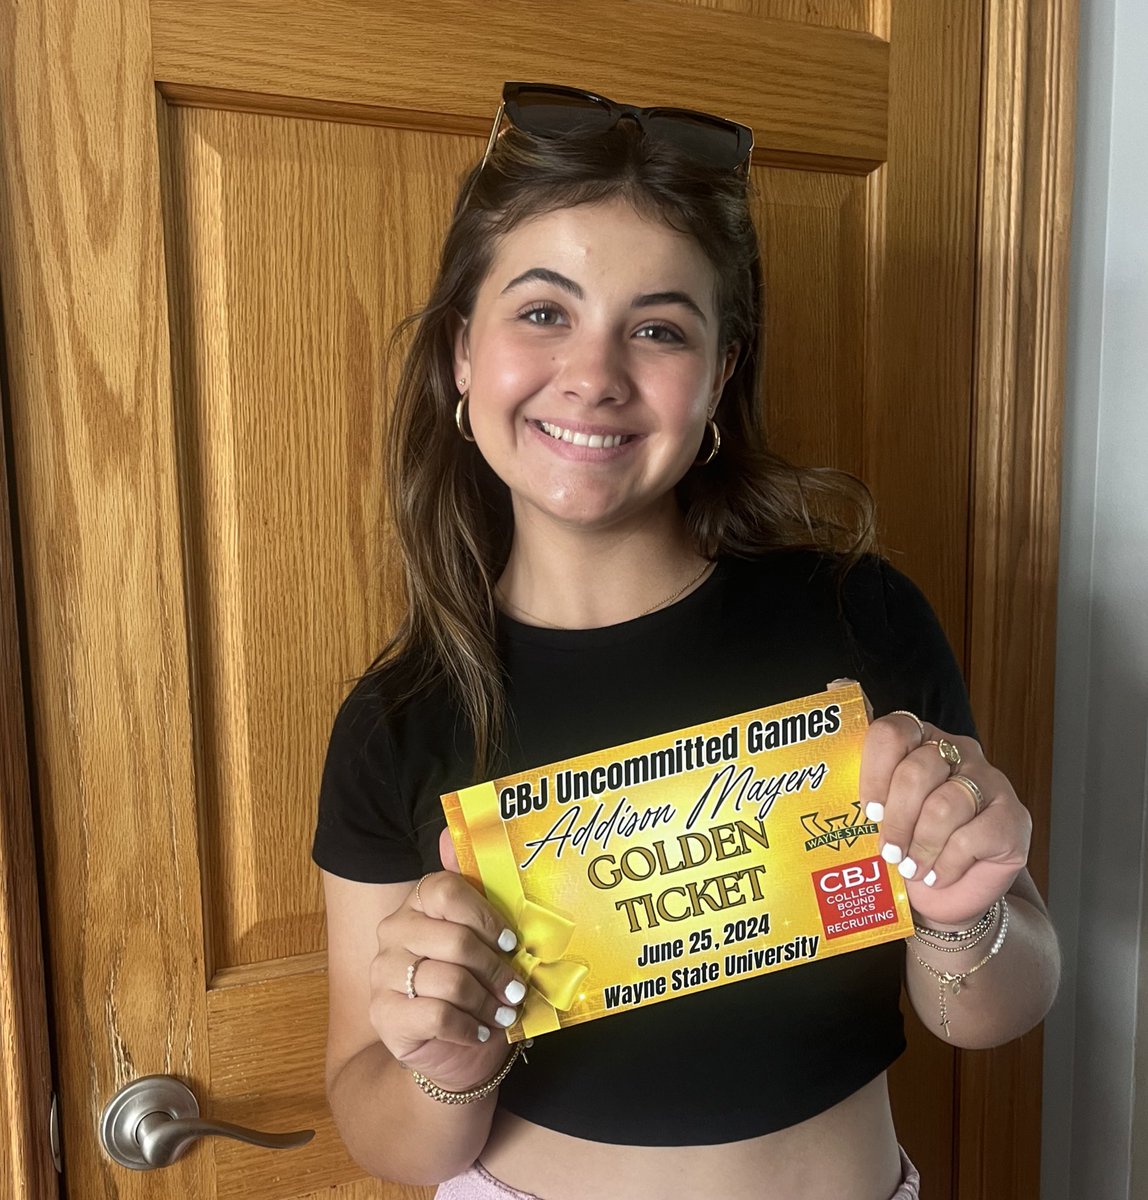 CBJ Uncommitted Games
Addison Mayers
GOLDEN
TICKET
June 25, 2024
Wayne State University
WAYNE STATE
CBJ
COLLEGE
BOUND
JOCKS
RECRUITING